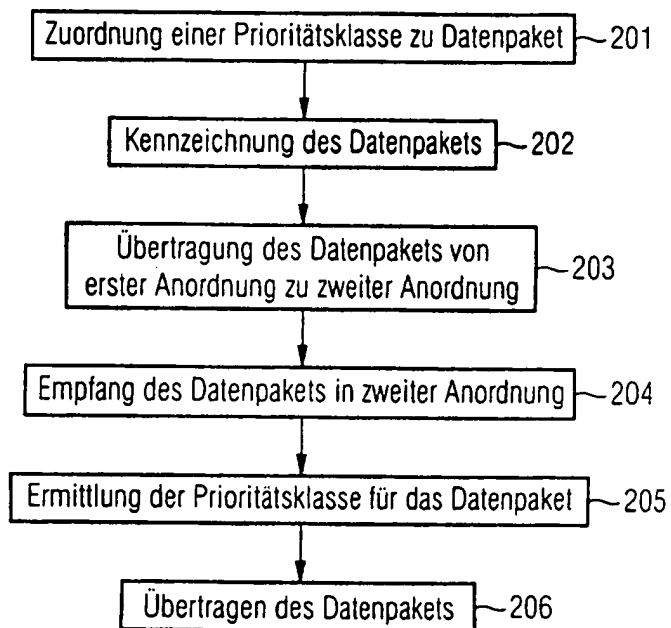 Zuordnung einer Prioritätsklasse zu Datenpaket 201
Kennzeichnung des Datenpakets 202
Übertragung des Datenpakets von
erster Anordnung zu zweiter Anordnung 203
Empfang des Datenpakets in zweiter Anordnung 204
Ermittlung der Prioritätsklasse für das Datenpaket 205
Übertragen des Datenpakets 206